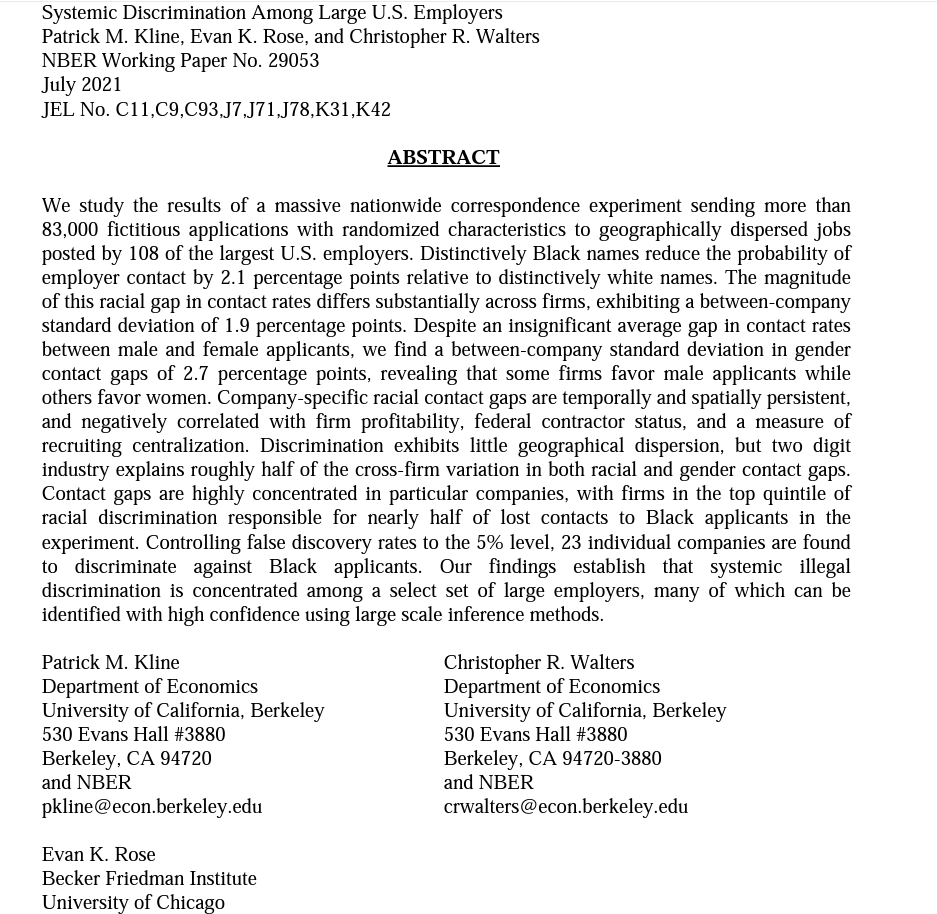 Systemic Discrimination Among Large U.S. Employers
Patrick M. Kline, Evan K. Rose, and Christopher R. Walters
NBER Working Paper No. 29053
July 2021
JEL No. C11,C9,C93,J7,J71,J78,K31,K42
ABSTRACT
We study the results of a massive nationwide correspondence experiment sending more than
83,000 fictitious applications with randomized characteristics to geographically dispersed jobs
posted by 108 of the largest U.S. employers. Distinctively Black names reduce the probability of
employer contact by 2.1 percentage points relative to distinctively white names. The magnitude
of this racial gap in contact rates differs substantially across firms, exhibiting a between-company
standard deviation of 1.9 percentage points. Despite an insignificant average gap in contact rates
between male and female applicants, we find a between-company standard deviation in gender
contact gaps of 2.7 percentage points, revealing that some firms favor male applicants while
others favor women. Company-specific racial contact gaps are temporally and spatially persistent,
and negatively correlated with firm profitability, federal contractor status, and a measure of
recruiting centralization. Discrimination exhibits little geographical dispersion, but two digit
industry explains roughly half of the cross-firm variation in both racial and gender contact gaps.
Contact gaps are highly concentrated in particular companies, with firms in the top quintile of
racial discrimination responsible for nearly half of lost contacts to Black applicants in the
experiment. Controlling false discovery rates to the 5% level, 23 individual companies are found
to discriminate against Black applicants. Our findings establish that systemic illegal
discrimination is concentrated among a select set of large employers, many of which can be
identified with high confidence using large scale inference methods.
Patrick M. Kline
Department of Economics
University of California, Berkeley
530 Evans Hall #3880
Berkeley, CA 94720
and NBER
pkline@econ.berkeley.edu
Christopher R. Walters
Department of Economics
University of California, Berkeley
530 Evans Hall #3880
Berkeley, CA 94720-3880
and NBER
crwalters@econ.berkeley.edu
Evan K. Rose
Becker Friedman Institute
University of Chicago